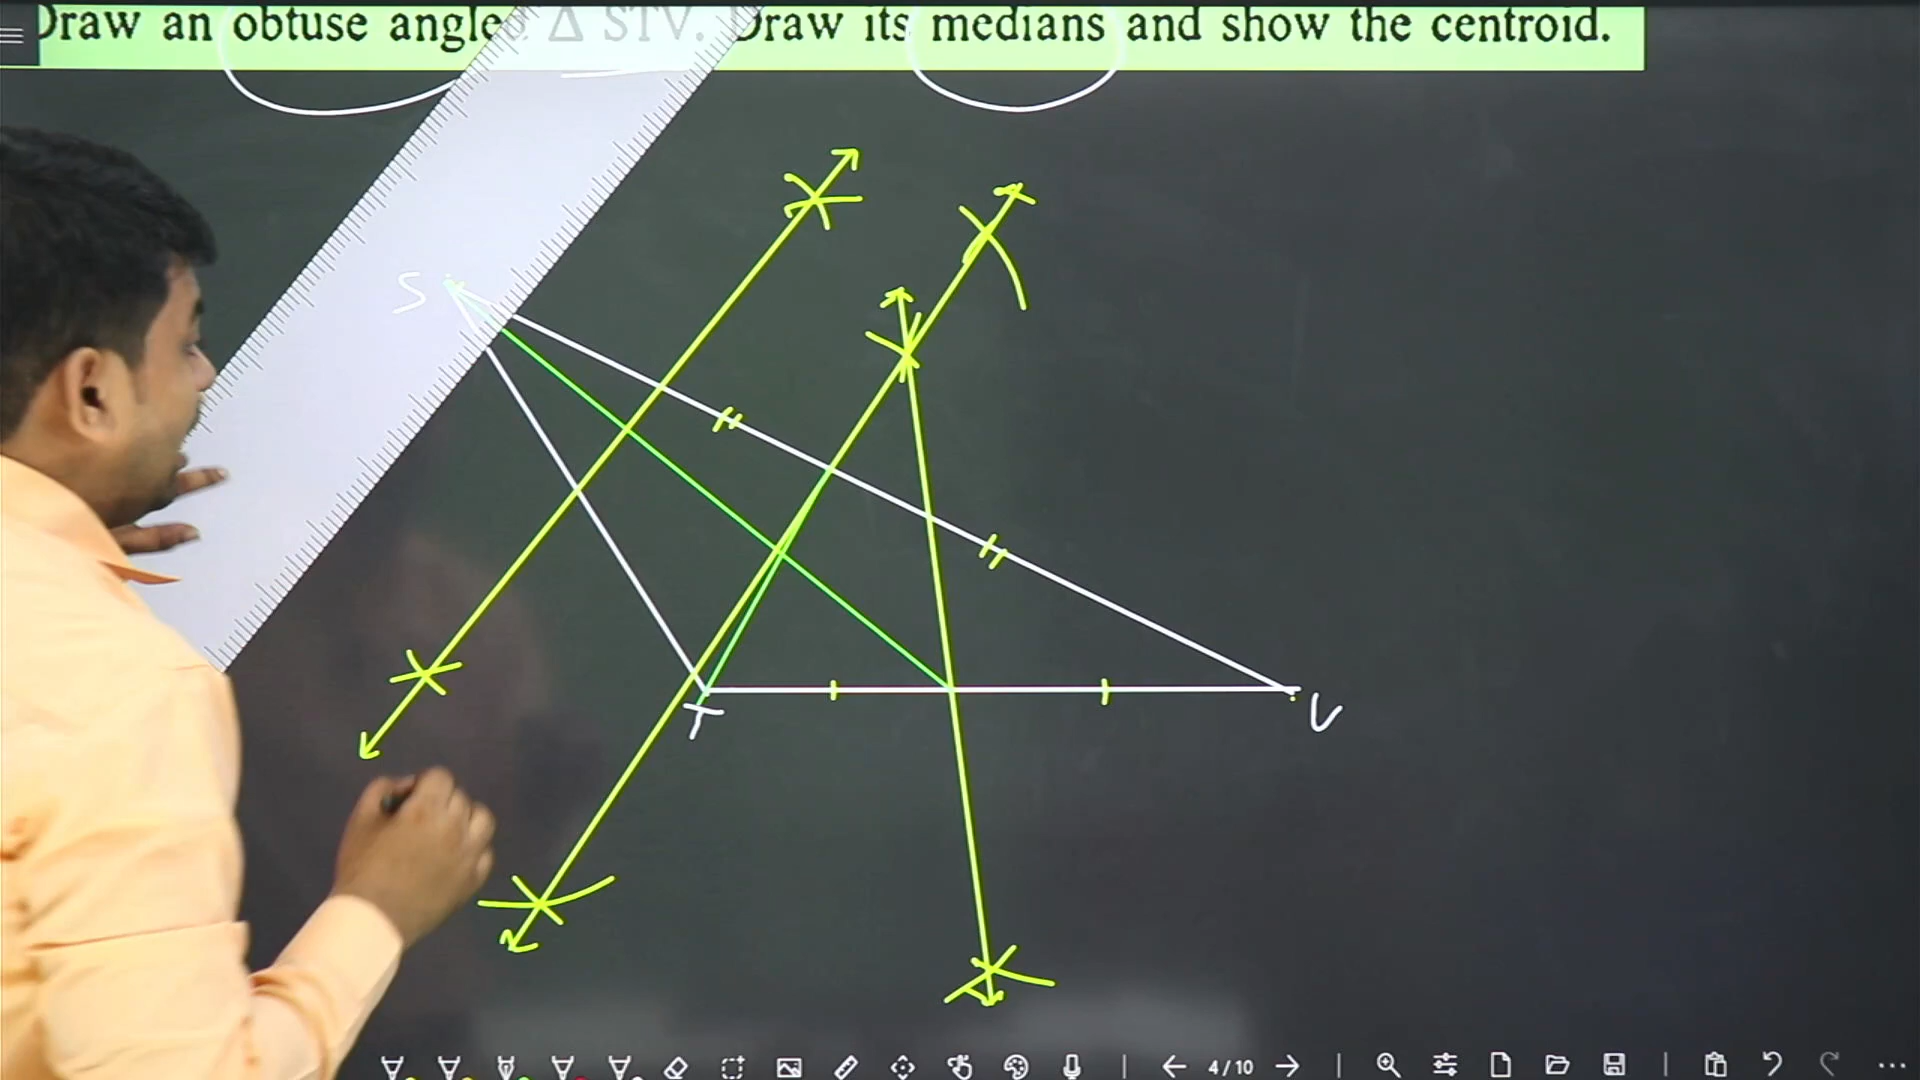 Draw an obtuse angled Δ STV. Draw its medians and show the centroid.
S
T
V
4/10